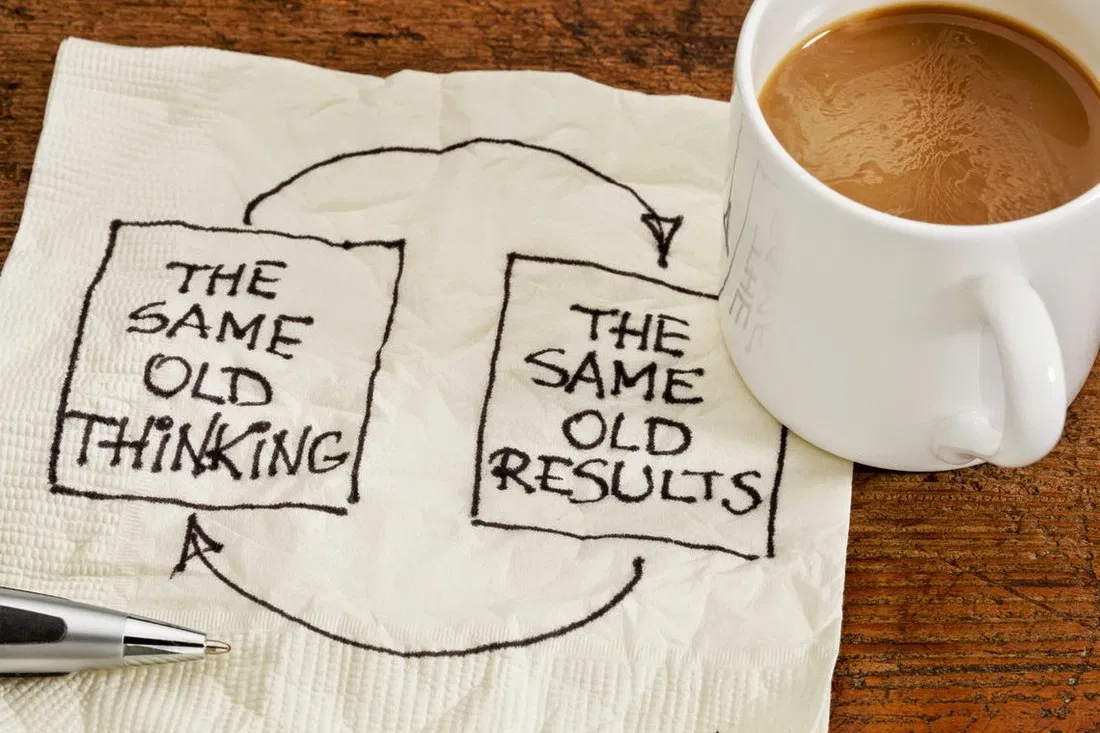 THE
SAME
OLD
THINKING
THE
SAME
OLD
RESULTS